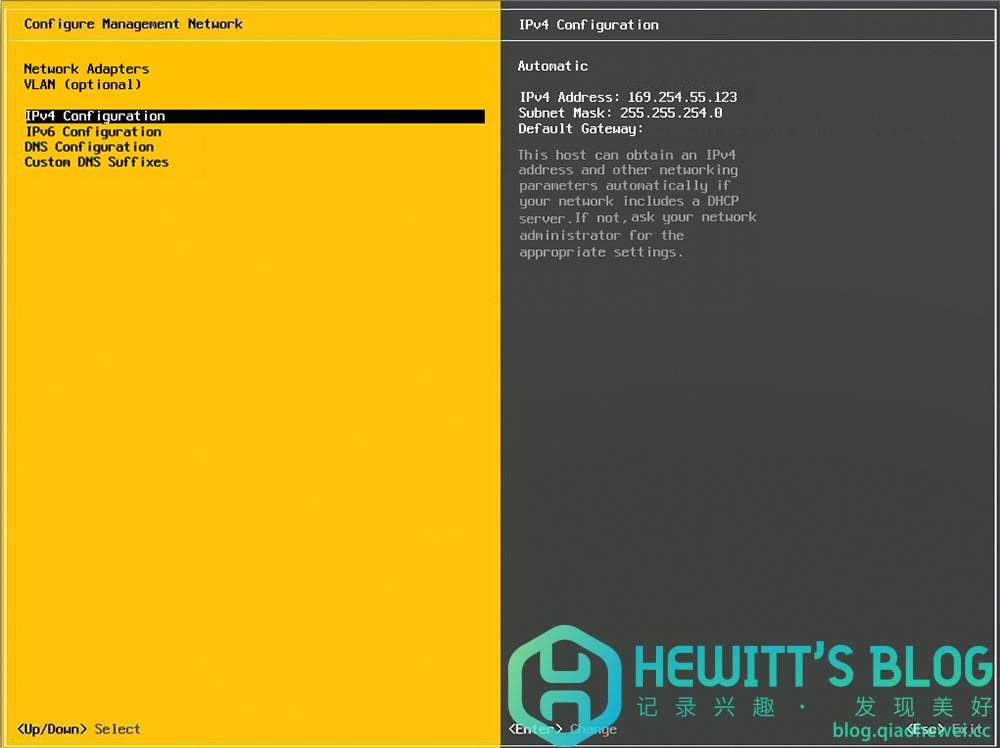 Configure Management Network
Network Adapters
VLAN (optional)
IPv4 Configuration
IPv6 Configuration
DNS Configuration
Custom DNS Suffixes
<Up/Down> Select
IPv4 Configuration
Automatic
IPv4 Address: 169.254.55.123
Subnet Mask: 255.255.254.0
Default Gateway:
This host can obtain an IPv4
address and other networking
parameters automatically if
your network includes a DHCP
server.If not,ask your network
administrator for the
appropriate settings.
HEWITT'S BLOG
记录兴趣·发现美好
<Enter> Change
<Esc> Exit
blog.qiaohewei.cc